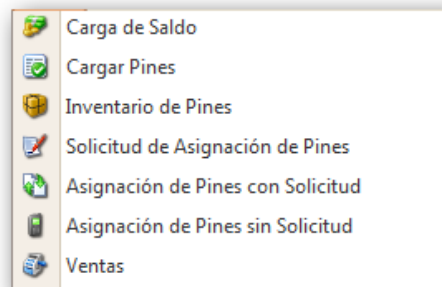 Carga de Saldo
Cargar Pines
Inventario de Pines
Solicitud de Asignación de Pines
Asignación de Pines con Solicitud
Asignación de Pines sin Solicitud
Ventas